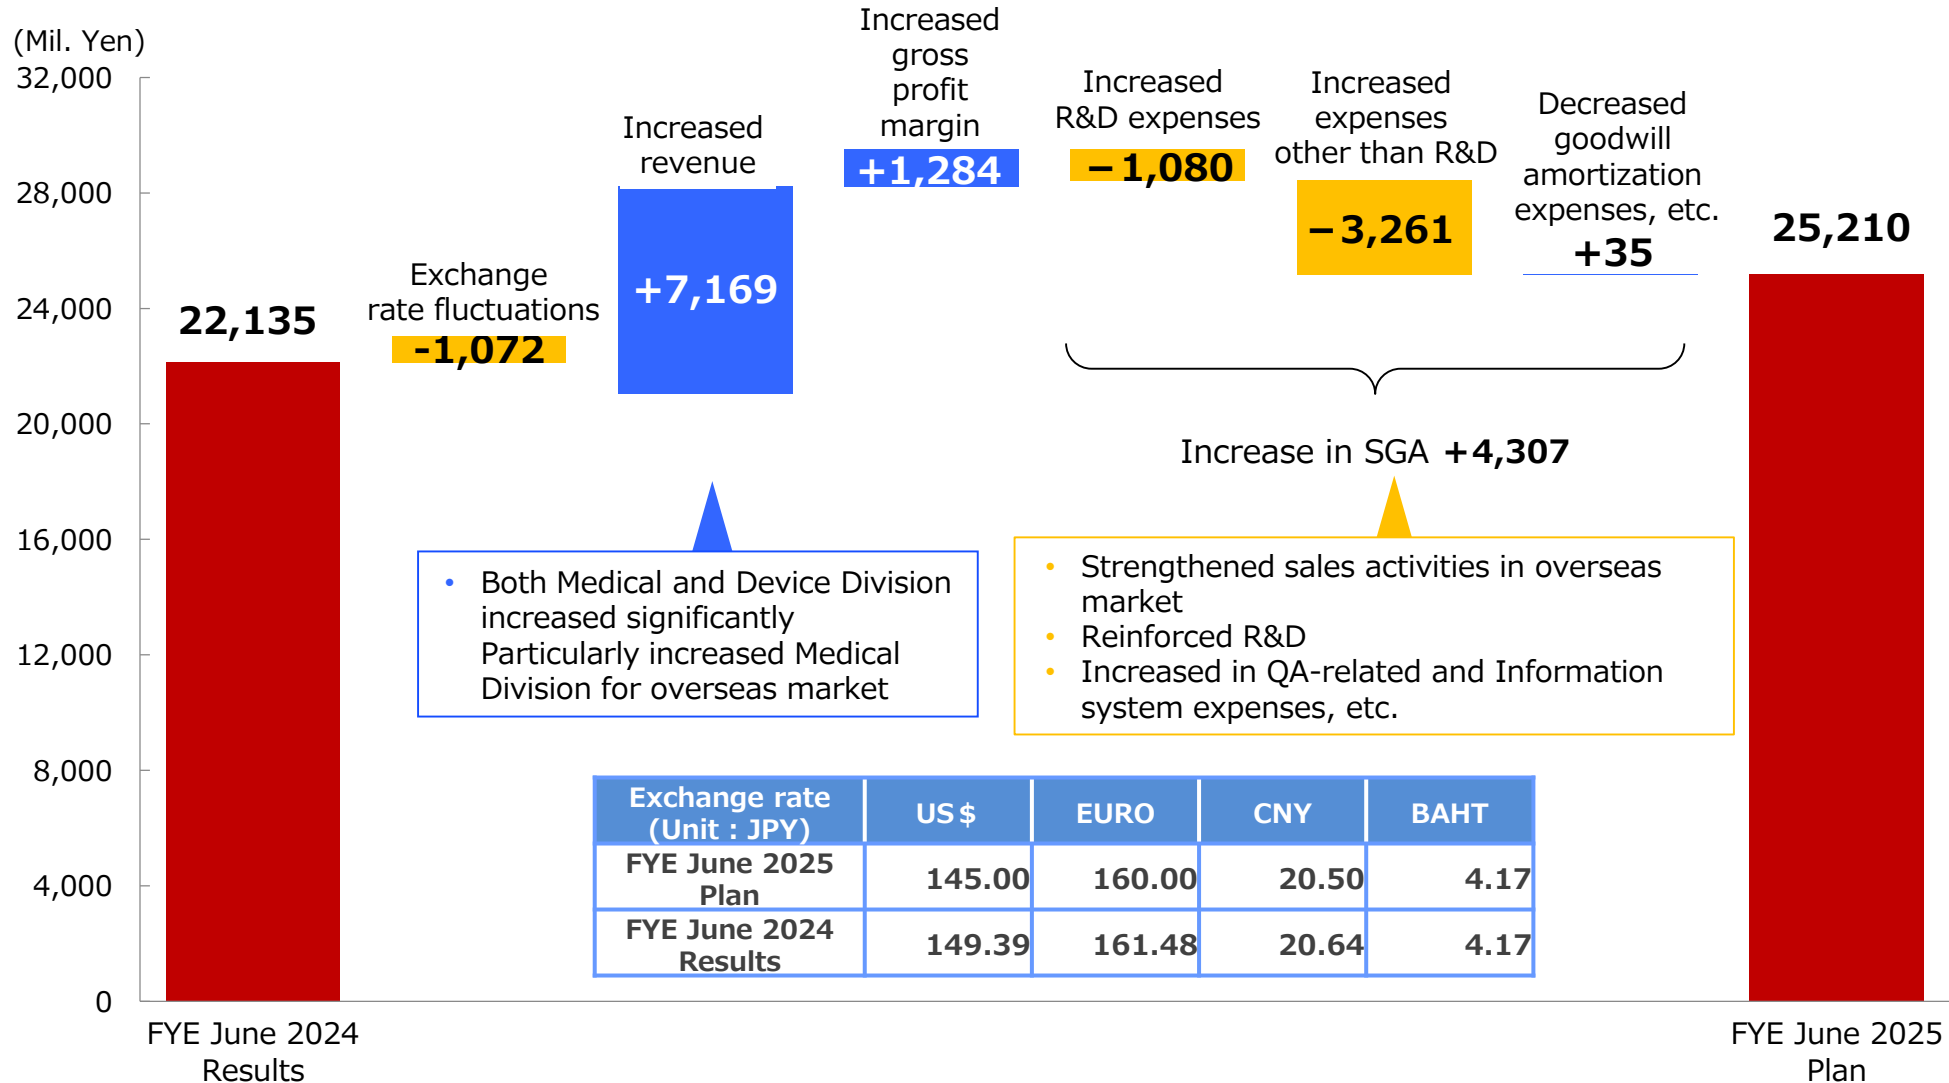 (Mil. Yen)
32,000
28,000
24,000
20,000
16,000
12,000
8,000
4,000
0
22,135
FYE June 2024
Results
Exchange
rate fluctuations
-1,072
Increased
revenue
+7,169
Increased
gross
profit
margin
+1,284
Increased
R&D expenses
−1,080
Increased
expenses
other than R&D
−3,261
Decreased
goodwill
amortization
expenses, etc.
+35
25,210
FYE June 2025
Plan
Increase in SGA +4,307
• Both Medical and Device Division
increased significantly
Particularly increased Medical
Division for overseas market
• Strengthened sales activities in overseas
market
• Reinforced R&D
• Increased in QA-related and Information
system expenses, etc.
Exchange rate
(Unit : JPY)
US$ EURO CNY BAHT
FYE June 2025
Plan
145.00 160.00 20.50 4.17
FYE June 2024
Results
149.39 161.48 20.64 4.17